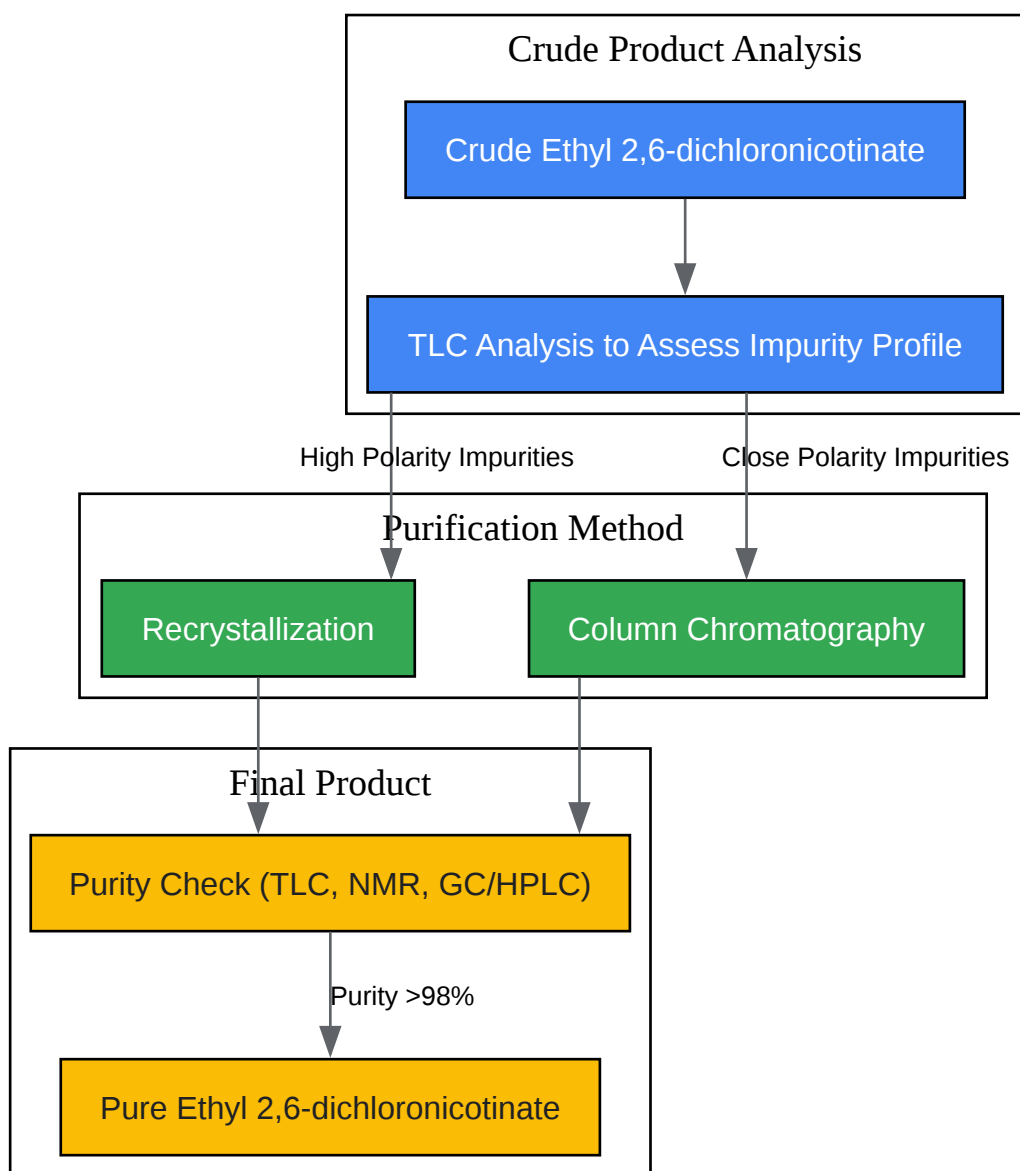 Crude Product Analysis
Crude Ethyl 2,6-dichloronicotinate
TLC Analysis to Assess Impurity Profile
High Polarity Impurities
Close Polarity Impurities
Purification Method
Recrystallization
Column Chromatography
Final Product
Purity Check (TLC, NMR, GC/HPLC)
Purity >98%
Pure Ethyl 2,6-dichloronicotinate